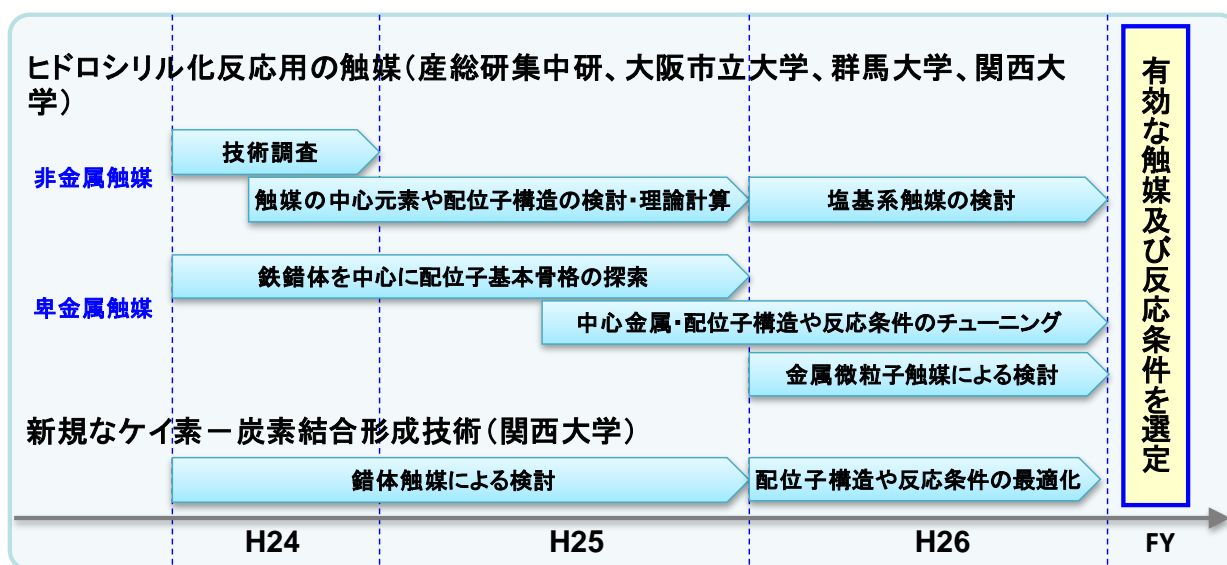 ヒドロシリル化反応用の触媒(産総研集中研、大阪市立大学、群馬大学、関西大
学)
非金属触媒
技術調査
触媒の中心元素や配位子構造の検討・理論計算
塩基系触媒の検討
卑金属触媒
鉄錯体を中心に配位子基本骨格の探索
中心金属・配位子構造や反応条件のチューニング
金属微粒子触媒による検討
新規なケイ素－炭素結合形成技術(関西大学)
錯体触媒による検討
配位子構造や反応条件の最適化
有効な触媒及び反応条件を選定
H24
H25
H26
FY